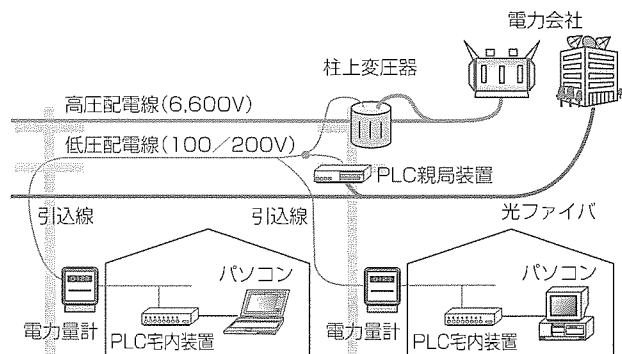 電力会社
柱上変圧器
高圧配電線(6,600V)
低圧配電線(100/200V)
PLC親局装置
引込線
引込線
光ファイバ
パソコン
パソコン
電力量計
PLC宅内装置
電力量計
PLC宅内装置